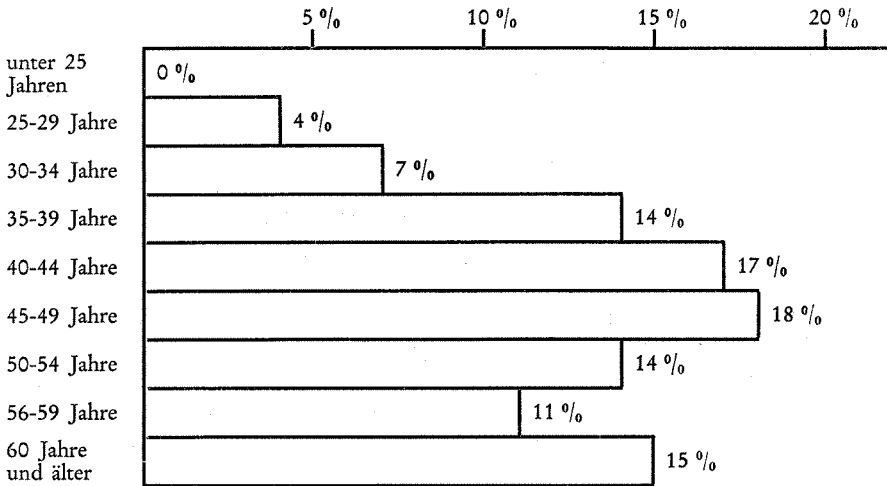 5 % 10 % 15 % 20 %
unter 25
Jahren
0 %
25-29 Jahre 4 %
30-34 Jahre 7 %
35-39 Jahre 14 %
40-44 Jahre 17 %
45-49 Jahre 18 %
50-54 Jahre 14 %
56-59 Jahre 11 %
60 Jahre
und älter
15 %